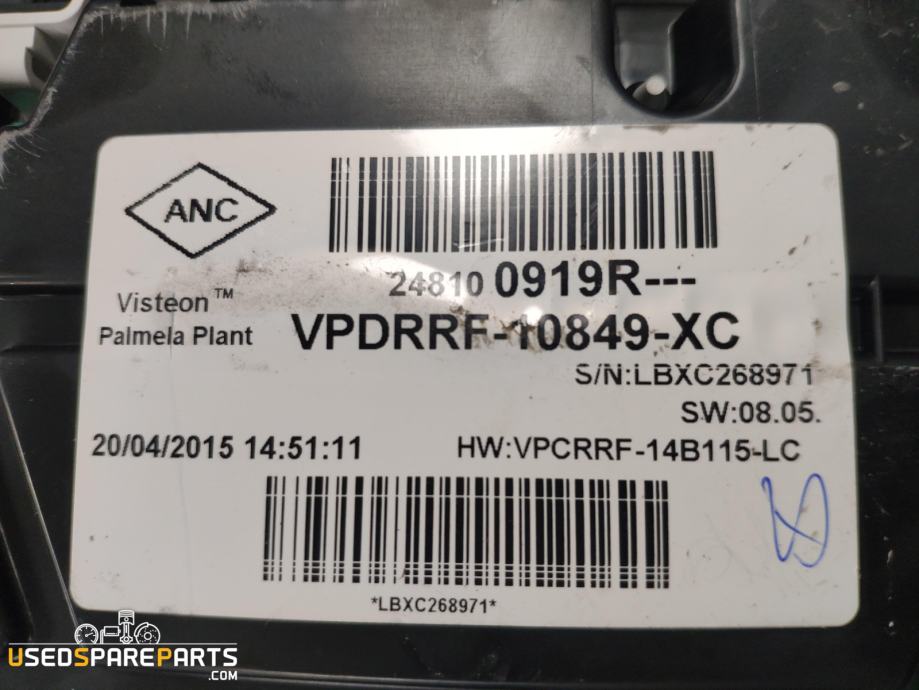 ANC
24810 0919R---
Visteon™
Palmela Plant
VPDRRF-10849-XC
S/N:LBXC268971
SW:08.05.
20/04/2015 14:51:11
HW:VPCRRF-14B115-LC
*LBXC268971*
USEDSPAREPARTS
.COM